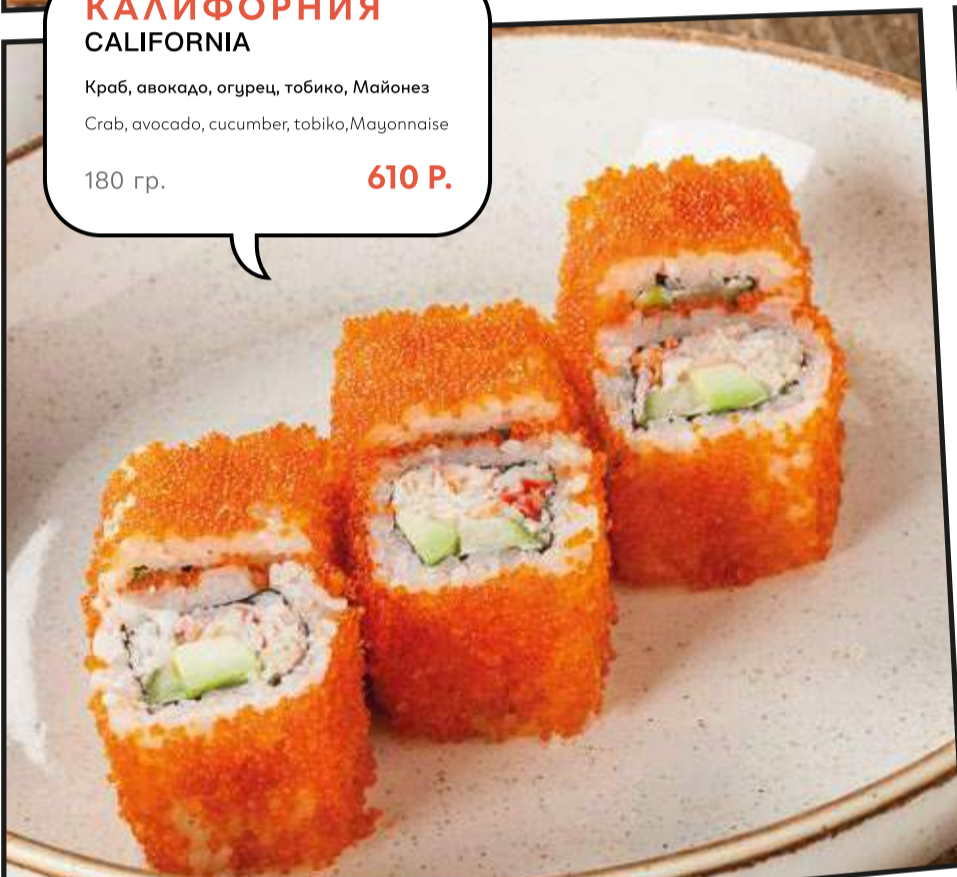 КАЛИФОРНИЯ
CALIFORNIA
Краб, авокадо, огурец, тобико, Майонез
Crab, avocado, cucumber, tobiko,Mayonnaise
180 гр.
610 Р.